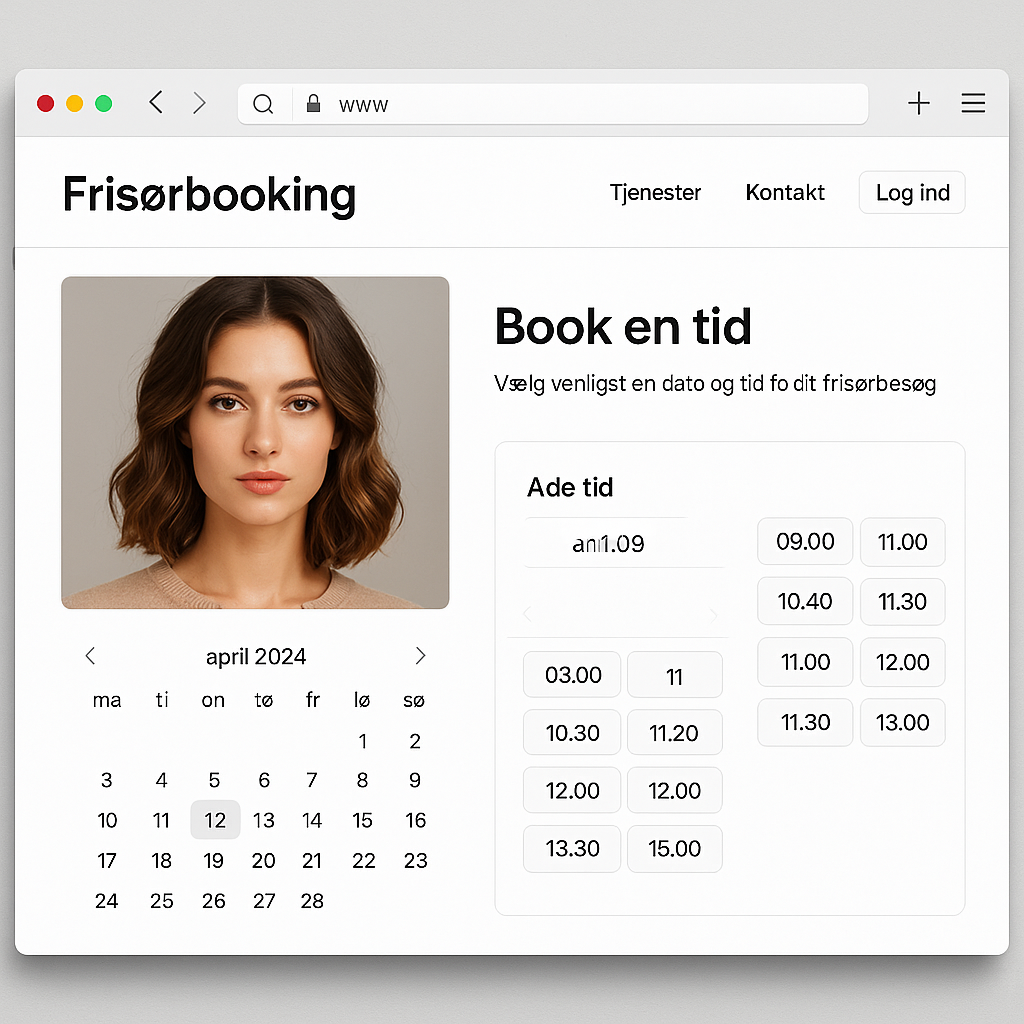 www
Frisørbooking
Tjenester Kontakt Log ind
Book en tid
venligst en dato og tid fo dit frisørbesøg
april 2024
ma ti on tø fr lø sø
1 2
3 4 5 6 7 8 9
10 11 12 13 14 15 16
17 18 19 20 21 22 23
24 25 26 27 28
Ade tid
03.00 11
10.30 11.20
12.00 12.00
13.30 15.00
09.00 11.00
10.40 11.30
11.00 12.00
11.30 13.00